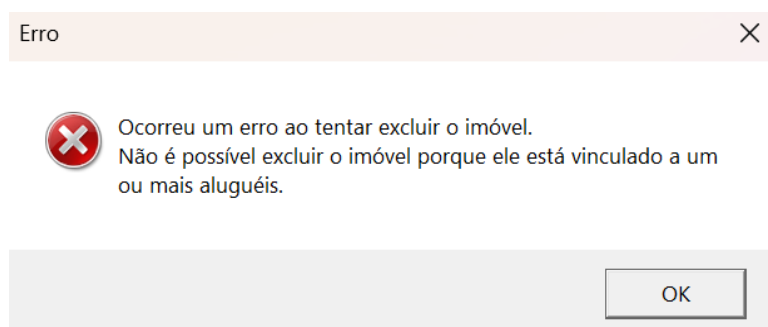 Erro
Ocorreu um erro ao tentar excluir o imóvel.
Não é possível excluir o imóvel porque ele está vinculado a um
ou mais aluguéis.
OK